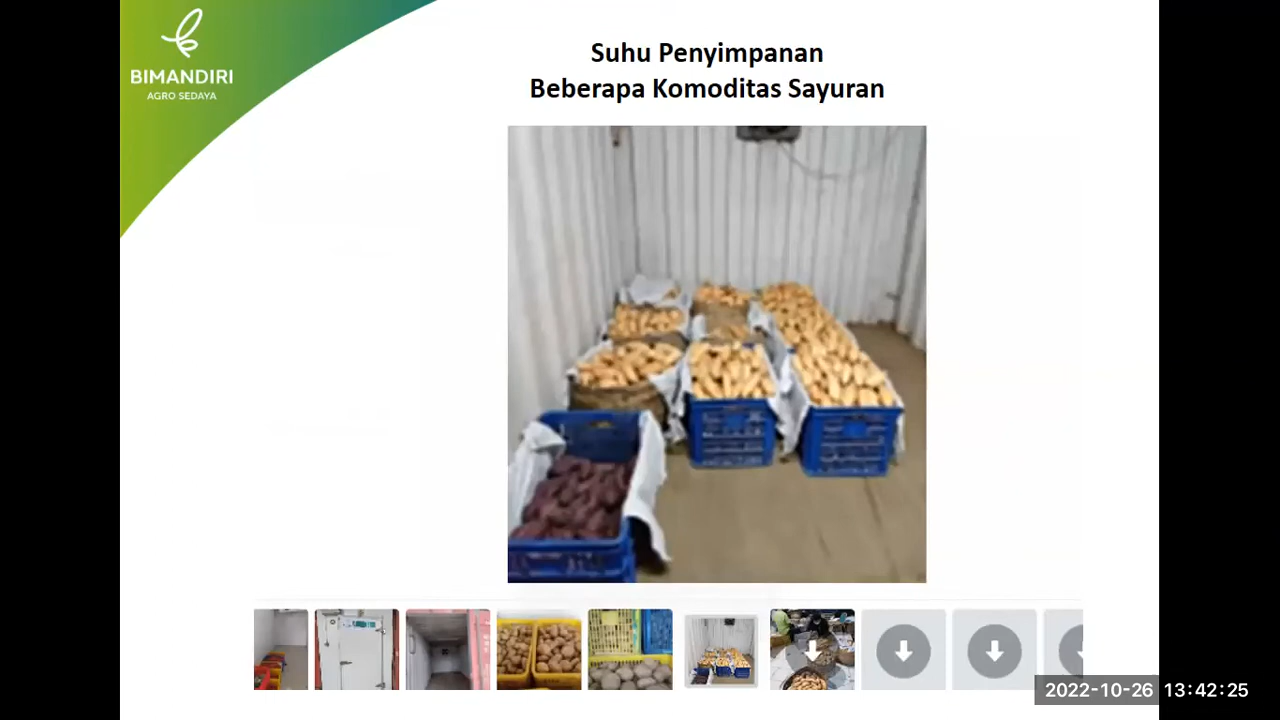 BIMANDIRI
AGRO SEDAYA
Suhu Penyimpanan
Beberapa Komoditas Sayuran
2022-10-26 13:42:25